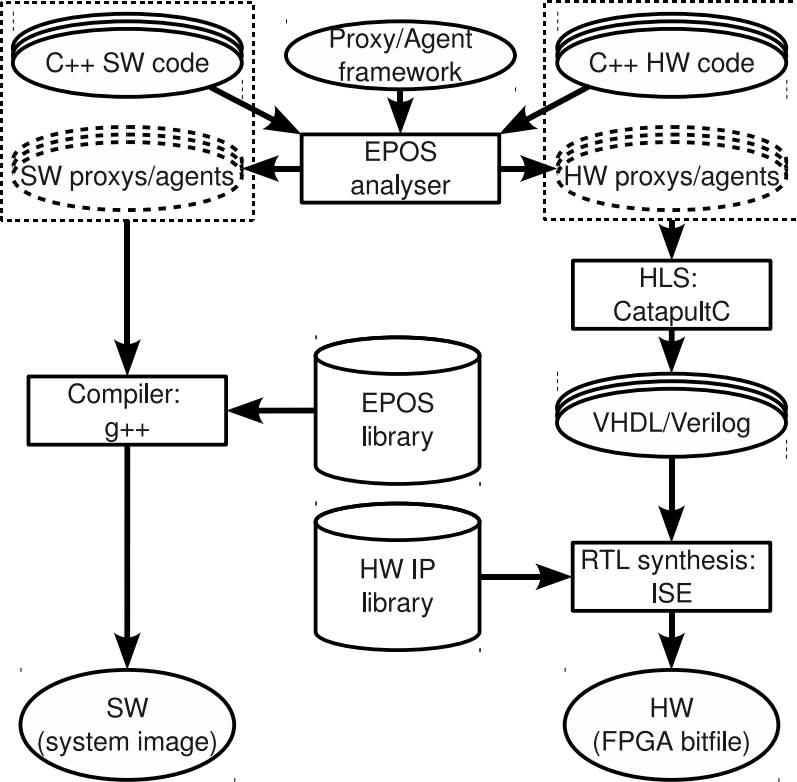 C++ SW code
Proxy/Agent
framework
C++ HW code
SW proxys/agents
EPOS
analyser
HW proxys/agents
HLS:
CatapultC
Compiler:
g++
EPOS
library
VHDL/Verilog
HW IP
library
RTL synthesis:
ISE
SW
(system image)
HW
(FPGA bitfile)